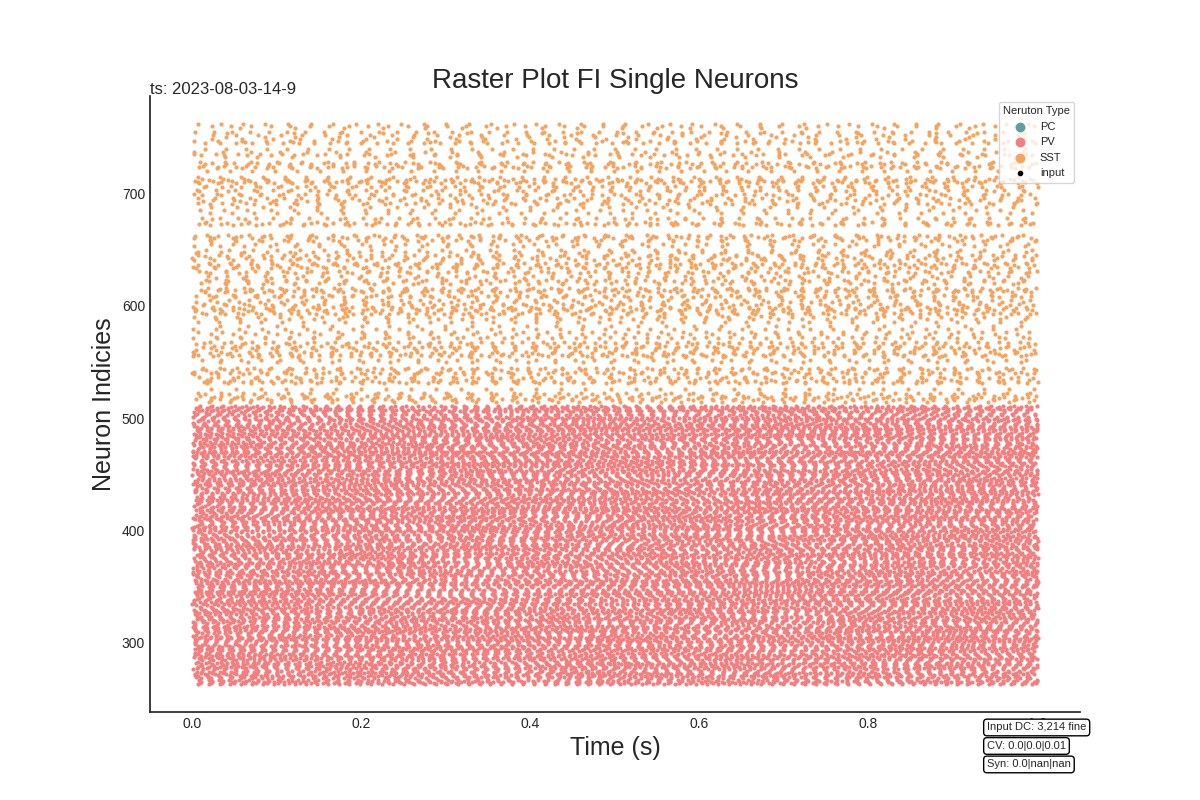 Raster Plot FI Single Neurons
ts: 2023-08-03-14-9
Neruton Type
PC
PV
SST
input
Neuron Indicies
700
600
500
400
300
0.0
0.2
0.4
0.6
0.8
Time (s)
Input DC: 3,214 fine
CV: 0.0|0.0|0.01
Syn: 0.0|nan|nan